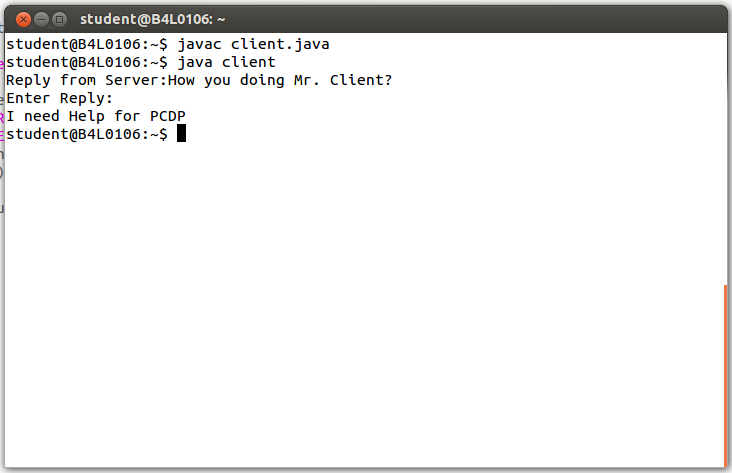 student@B4L0106: ~
student@B4L0106:~$ javac client.java
student@B4L0106:~$ java client
Reply from Server:How you doing Mr. Client?
Enter Reply:
I need Help for PCDP
student@B4L0106:~$